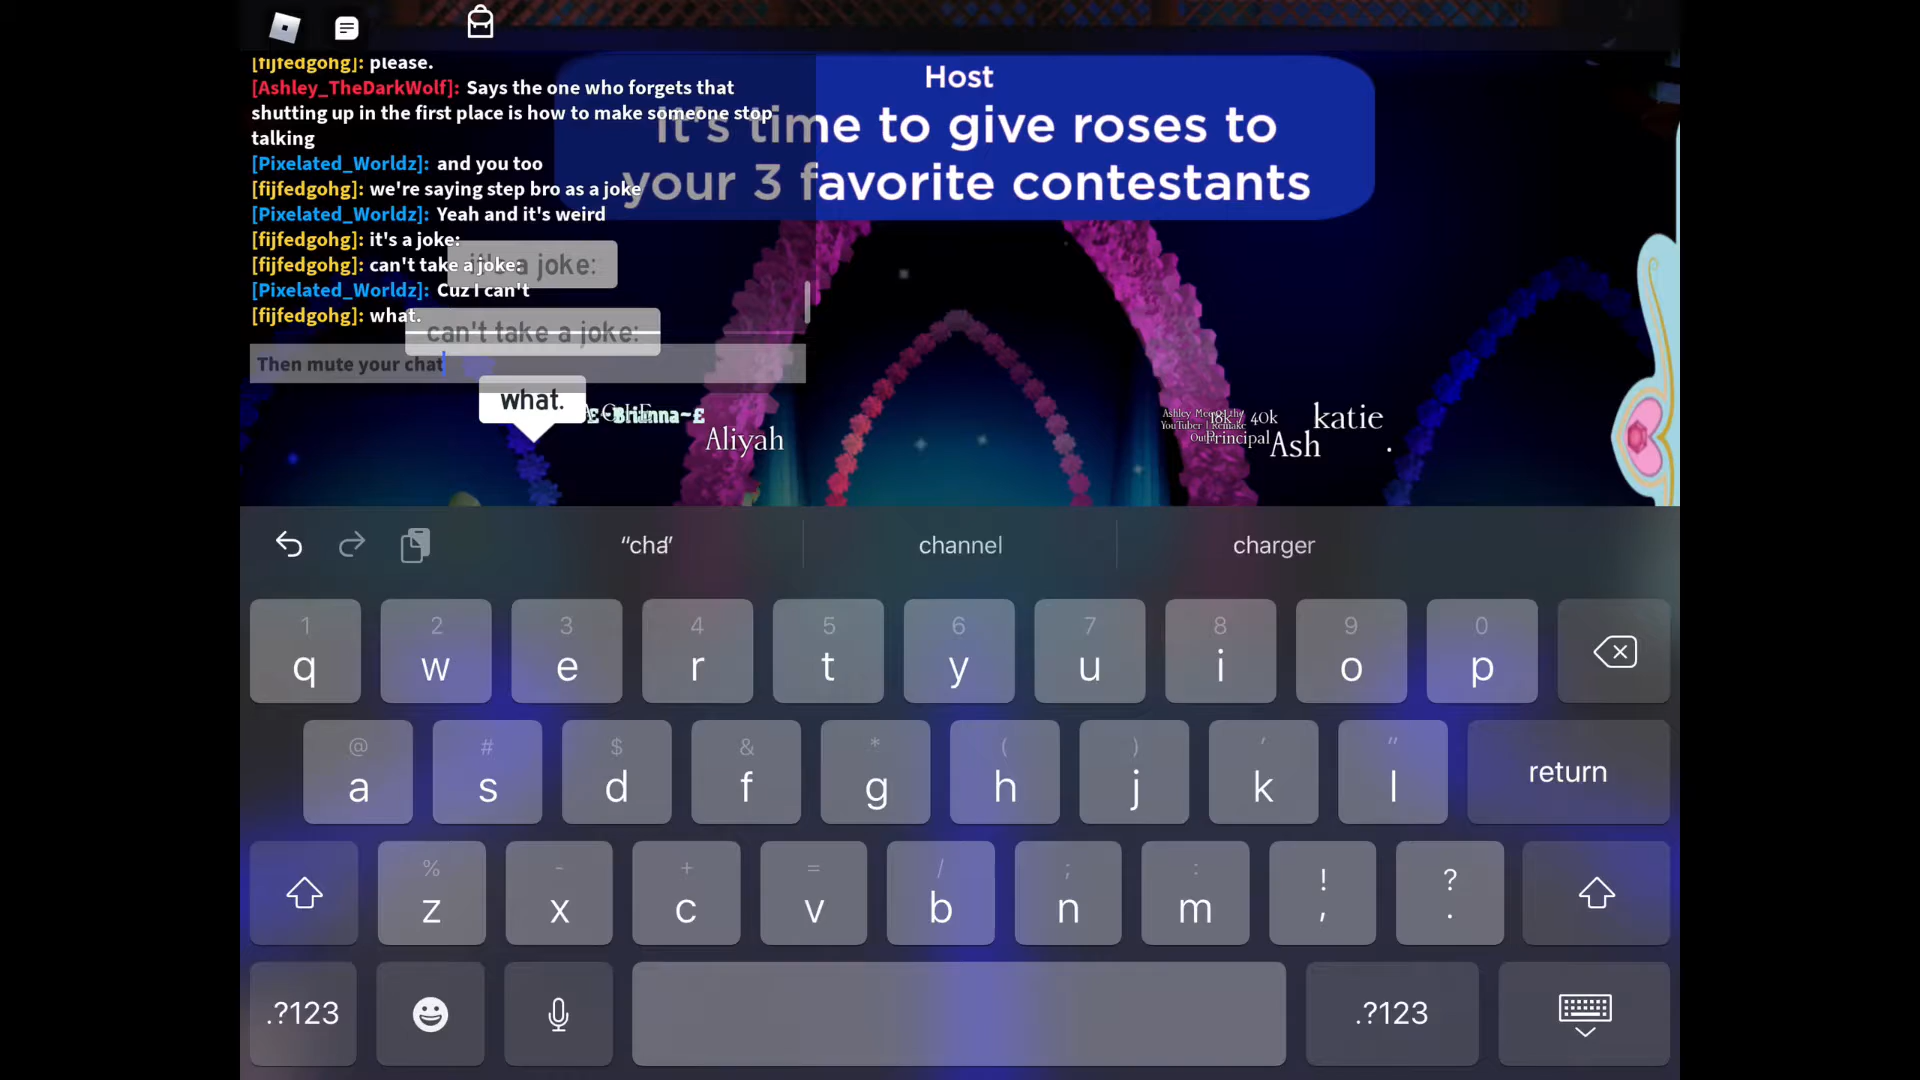 [fijfedgohg]: please.
[Ashley_TheDarkWolf]: Says the one who forgets that
shutting up in the first place is how to make someone stop
talking
[Pixelated_Worldz]: and you too
[fijfedgohg]: we're saying step bro as a joke
[Pixelated_Worldz]: Yeah and it's weird
[fijfedgohg]: it's a joke:
[fijfedgohg]: can't take a joke:
[Pixelated_Worldz]: Cuz I can't
[fijfedgohg]: what.
Then mute your chat
Host
It's time to give roses to
your 3 favorite contestants
it's a joke:
can't take a joke:
what.
£~Brianna~£
Aliyah
18k / 40k
Principal
Ash
katie
.
“cha”
channel
charger
1 2 3 4 5 6 7 8 9 0
q w e r t y u i o p
@ # $ & * ( ) ' "
a s d f g h j k l return
% - + = / ; : ! ?
z x c v b n m , .
.?123 .?123